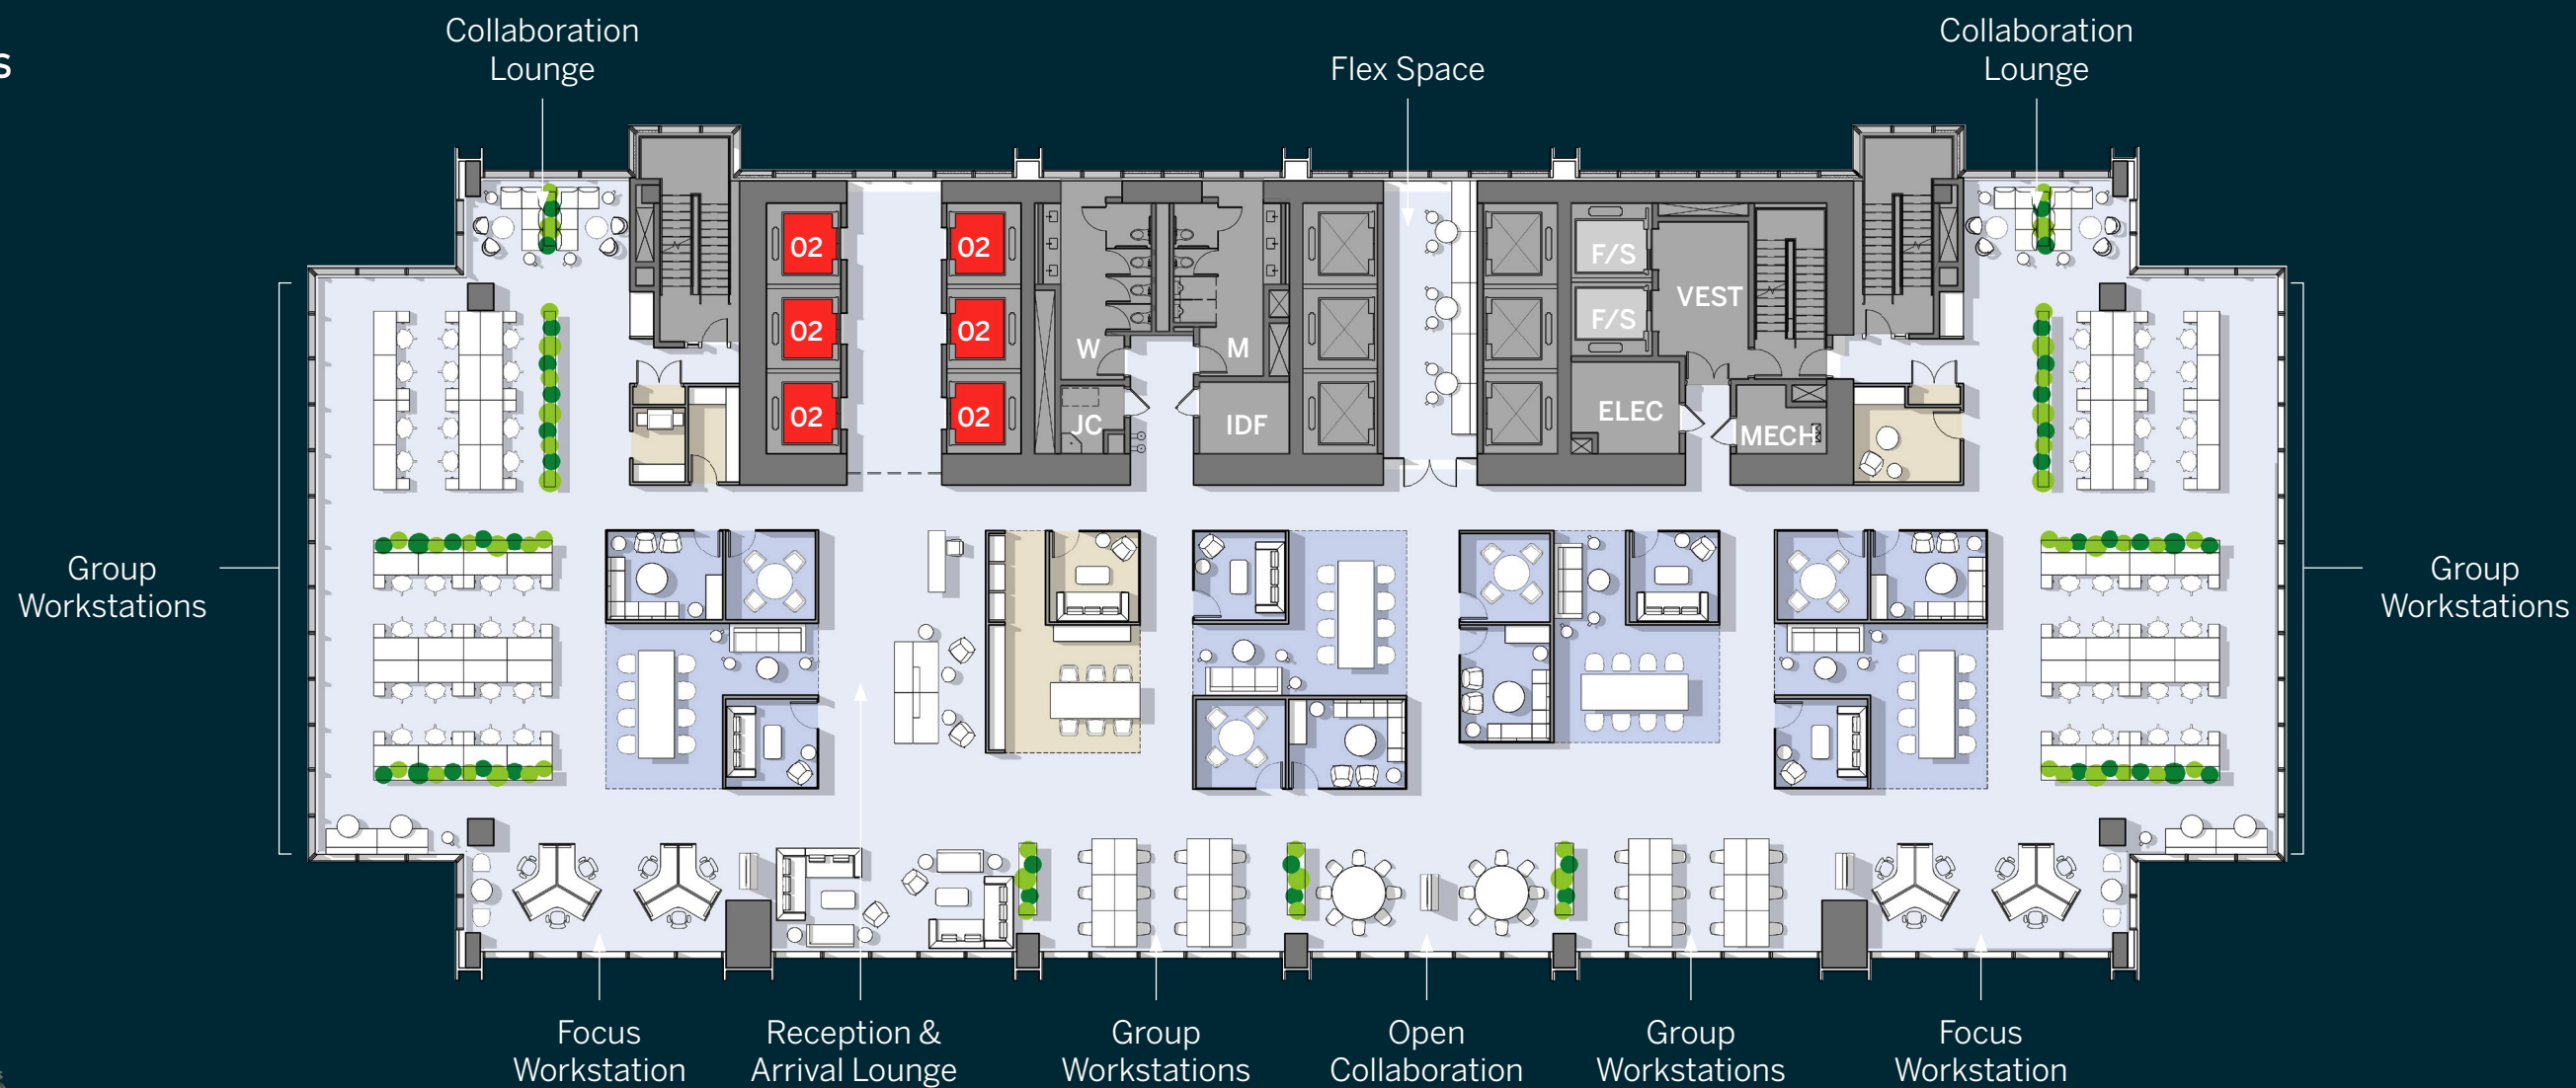 Collaboration
Lounge
Flex Space
Collaboration
Lounge
s
02
02
F/S
02
02
F/S
VEST
W
M
02
02
JC
IDF
ELEC
MECH
Group
Workstations
Group
Workstations
Focus
Workstation
Reception &
Arrival Lounge
Group
Workstations
Open
Collaboration
Group
Workstations
Focus
Workstation